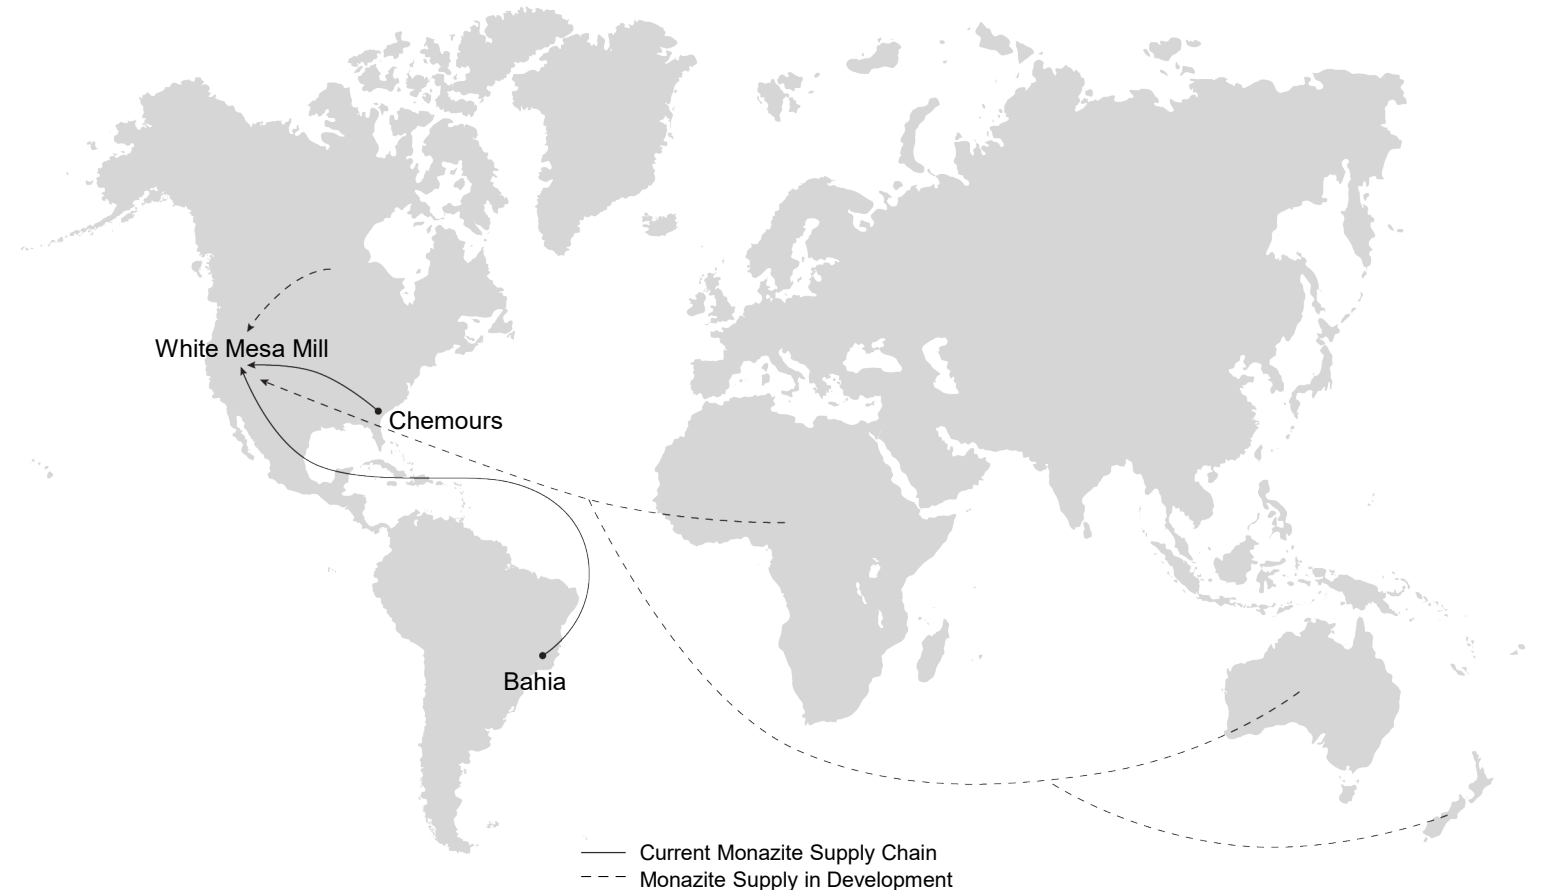 White Mesa Mill
Chemours
Bahia
Current Monazite Supply Chain
Monazite Supply in Development